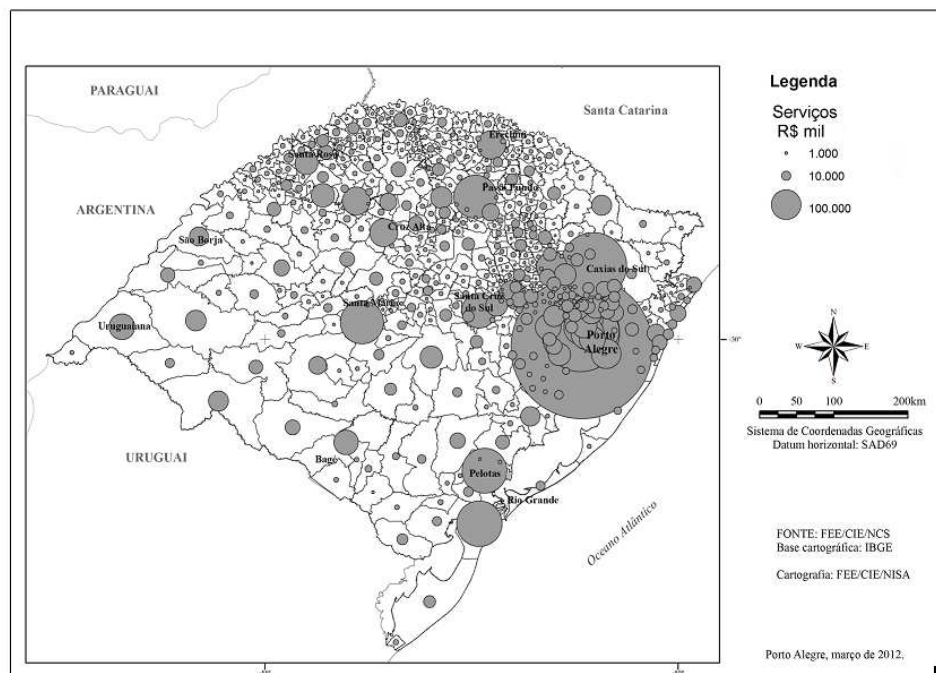 PARAGUAI
Santa Catarina
ARGENTINA
Erechim
Santa Rosa
Passo Fundo
Cruz Alta
São Borja
Caxias do Sul
Santa Maria
Santa Cruz
do Sul
Uruguaiana
Porto
Alegre
-30°
URUGUAI
Bagé
Pelotas
Rio Grande
Oceano Atlântico
Legenda
Serviços
R$ mil
1.000
10.000
100.000
N
W E
S
0 25 50 100 200km
Sistema de Coordenadas Geográficas
Datum horizontal: SAD69
FONTE: FEE/CIE/NCS
Base cartográfica: IBGE
Cartografia: FEE/CIE/NISA
Porto Alegre, março de 2012.